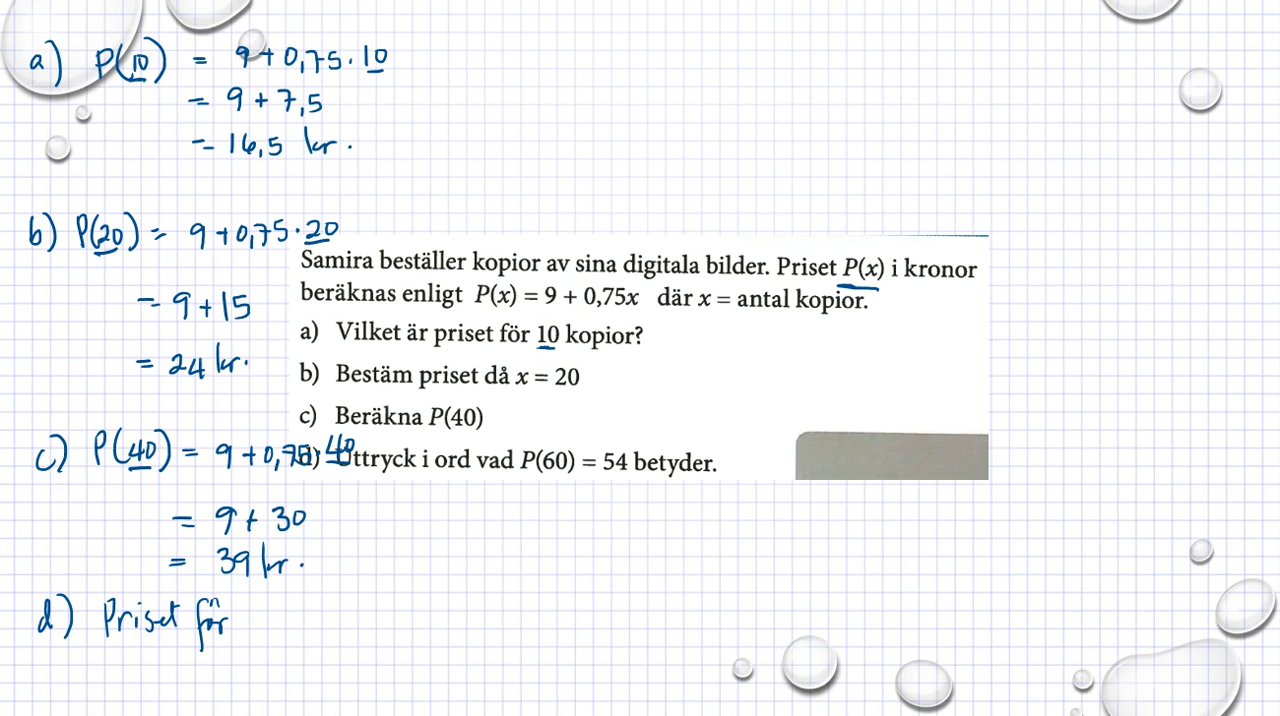 a) P(10) = 9+0,75·10
= 9+7,5
= 16,5 kr.
b) P(20) = 9+0,75·20
= 9+15
= 24 kr.
Samira beställer kopior av sina digitala bilder. Priset P(x) i kronor
beräknas enligt P(x) = 9 + 0,75x där x = antal kopior.
a) Vilket är priset för 10 kopior?
b) Bestäm priset då x = 20
c) Beräkna P(40)
d) Uttryck i ord vad P(60) = 54 betyder.
c) P(40) = 9+0,75·40
= 9+30
= 39 kr.
d) Priset för